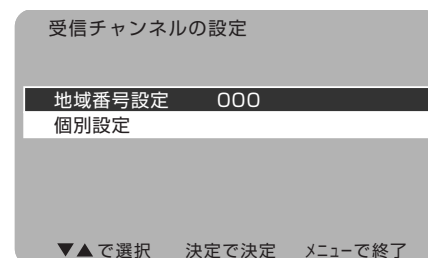 受信チャンネルの設定
地域番号設定 000
個別設定
▼▲で選択 決定で決定 メニューで終了